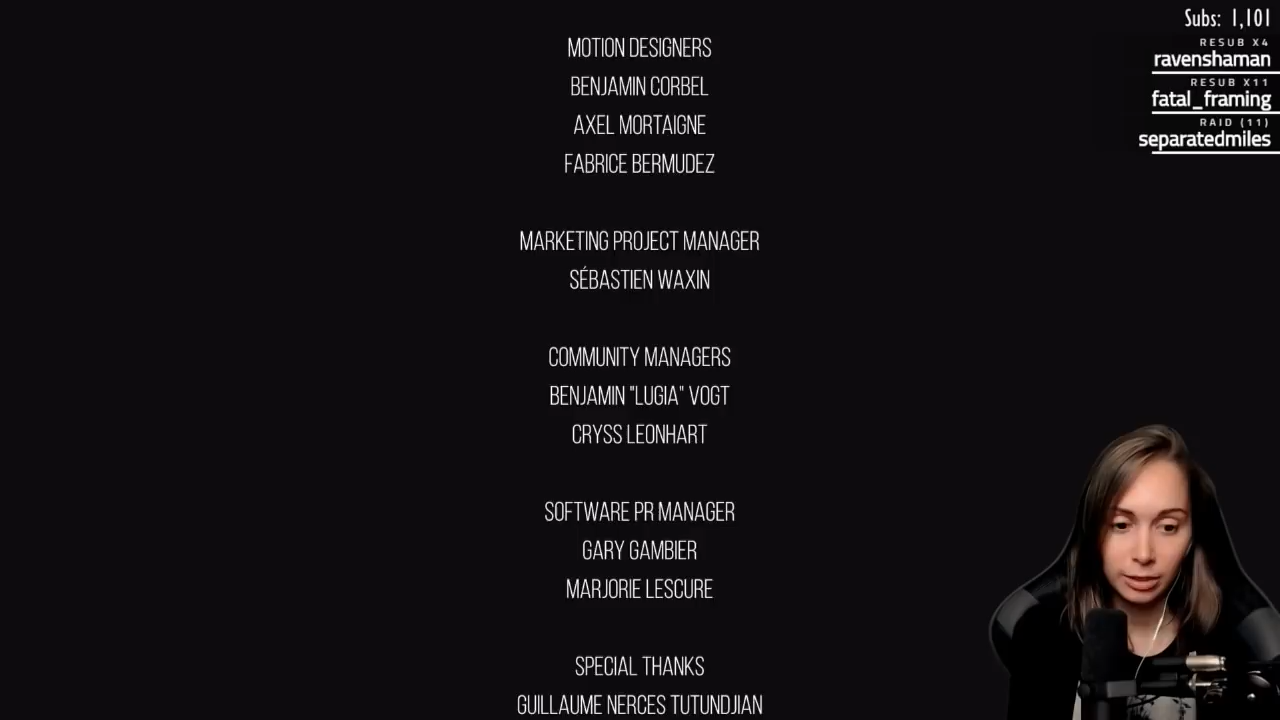 MOTION DESIGNERS
BENJAMIN CORBEL
AXEL MORTAIGNE
FABRICE BERMUDEZ
MARKETING PROJECT MANAGER
SÉBASTIEN WAXIN
COMMUNITY MANAGERS
BENJAMIN "LUGIA" VOGT
CRYSS LEONHART
SOFTWARE PR MANAGER
GARY GAMBIER
MARJORIE LESCURE
SPECIAL THANKS
GUILLAUME NERCES TUTUNDJIAN
Subs: 1,101
RESUB X4
ravenshaman
RESUB X11
fatal_framing
RAID (11)
separatedmiles